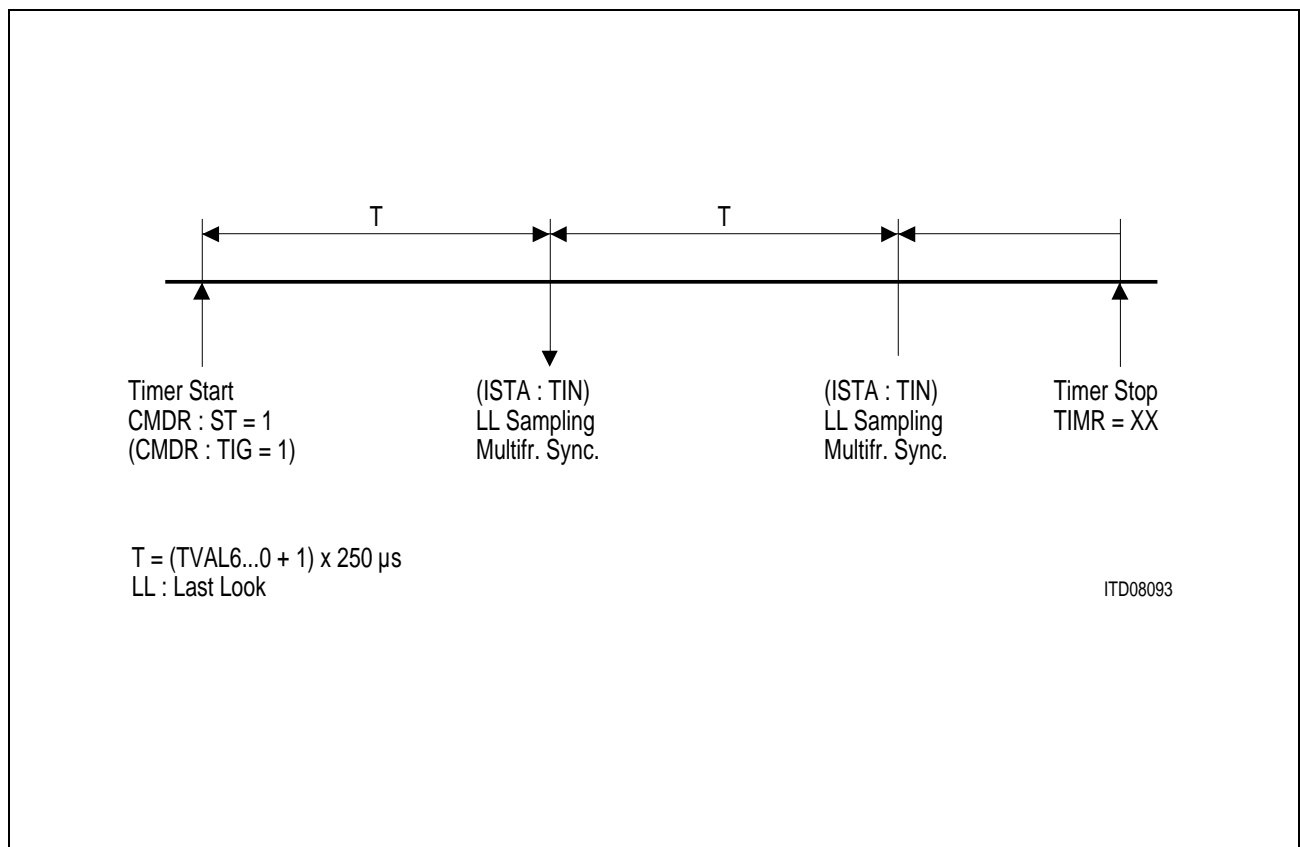 T
T
Timer Start
CMDR : ST = 1
(CMDR : TIG = 1)
(ISTA : TIN)
LL Sampling
Multifr. Sync.
(ISTA : TIN)
LL Sampling
Multifr. Sync.
Timer Stop
TIMR = XX
T = (TVAL6...0 + 1) x 250 µs
LL : Last Look
ITD08093